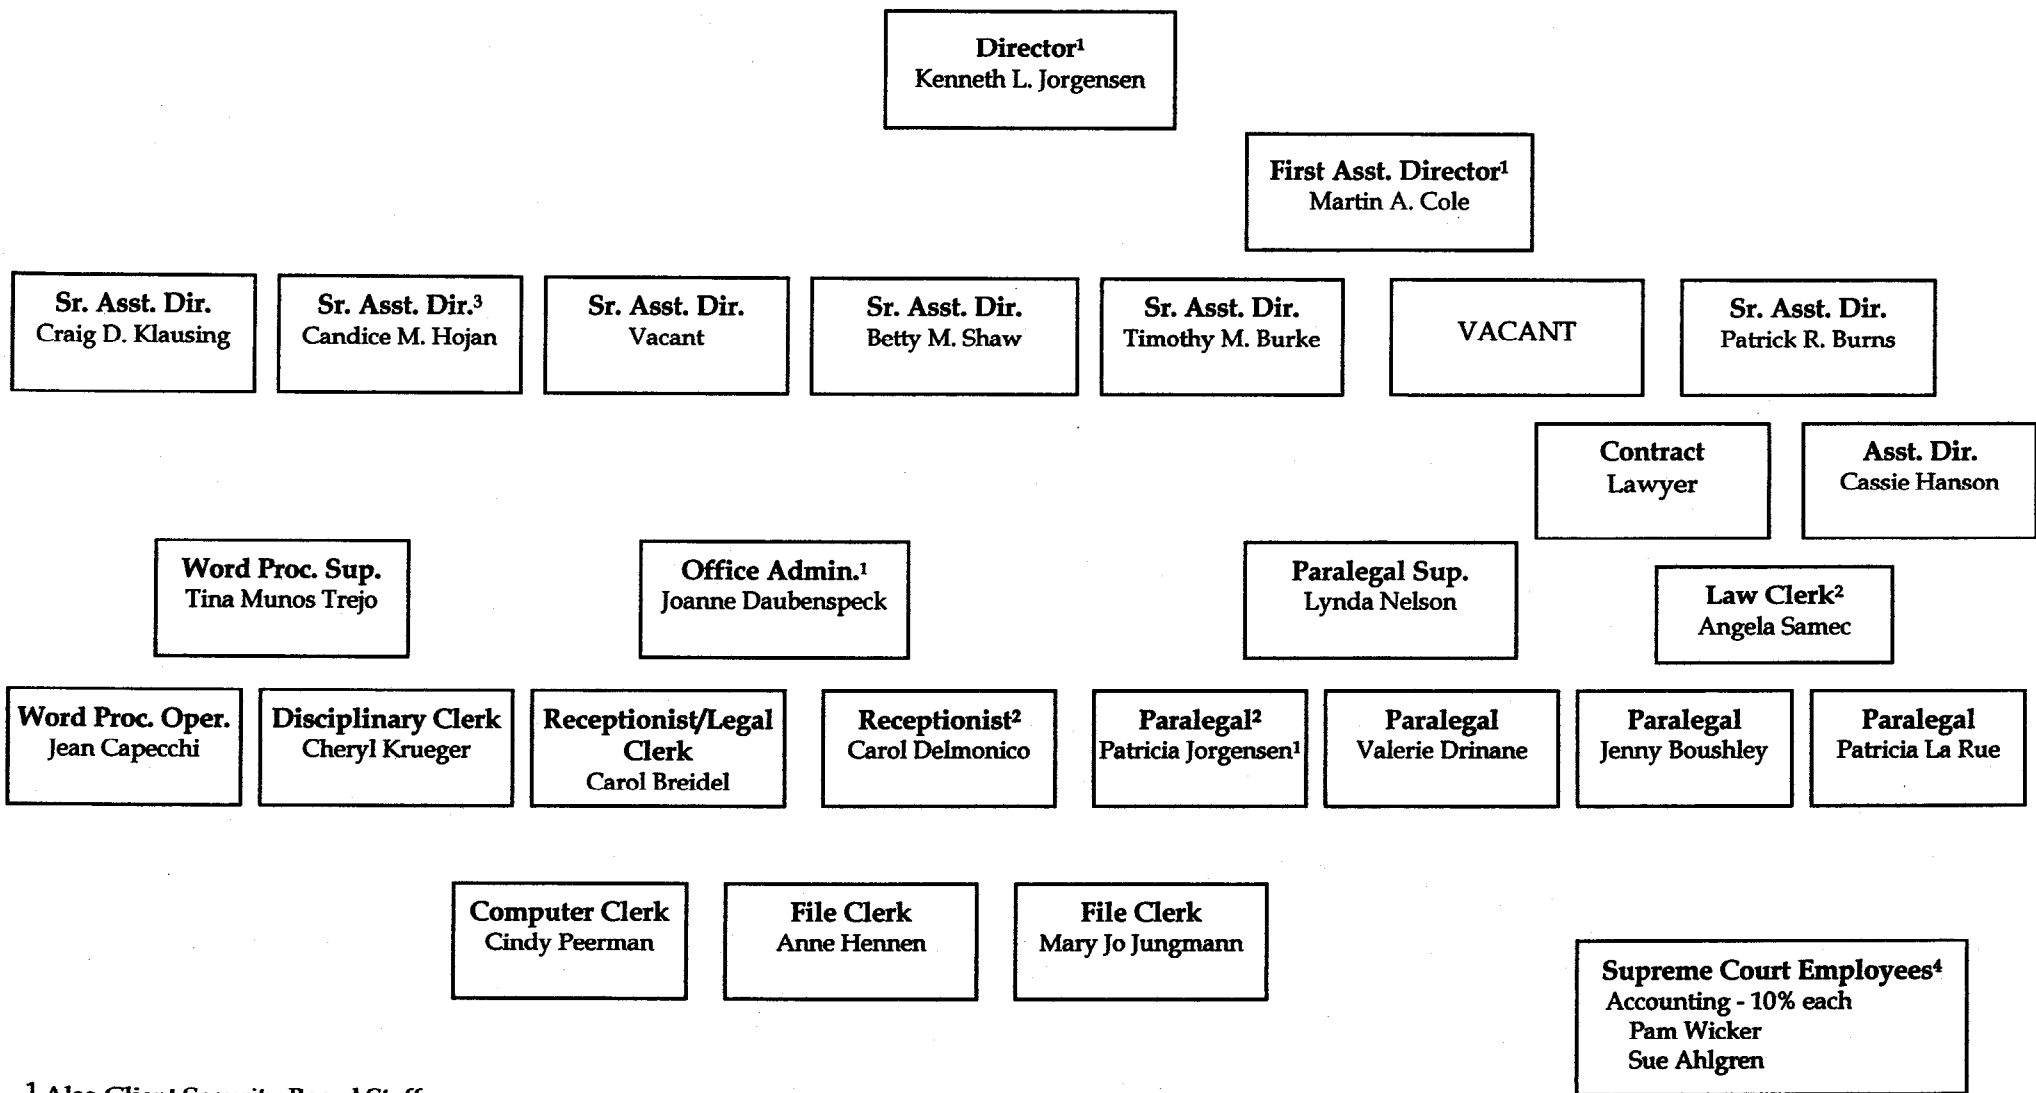 Director¹
Kenneth L. Jorgensen
First Asst. Director¹
Martin A. Cole
Sr. Asst. Dir.
Craig D. Klausing
Sr. Asst. Dir.³
Candice M. Hojan
Sr. Asst. Dir.
Vacant
Sr. Asst. Dir.
Betty M. Shaw
Sr. Asst. Dir.
Timothy M. Burke
VACANT
Sr. Asst. Dir.
Patrick R. Burns
Contract
Lawyer
Asst. Dir.
Cassie Hanson
Word Proc. Sup.
Tina Munos Trejo
Office Admin.¹
Joanne Daubenspeck
Paralegal Sup.
Lynda Nelson
Law Clerk²
Angela Samec
Word Proc. Oper.
Jean Capecchi
Disciplinary Clerk
Cheryl Krueger
Receptionist/Legal
Clerk
Carol Breidel
Receptionist²
Carol Delmonico
Paralegal²
Patricia Jorgensen¹
Paralegal
Valerie Drinane
Paralegal
Jenny Boushley
Paralegal
Patricia La Rue
Computer Clerk
Cindy Peerman
File Clerk
Anne Hennen
File Clerk
Mary Jo Jungmann
Supreme Court Employees⁴
Accounting - 10% each
Pam Wicker
Sue Ahlgren
¹ Also Client Security Board Staff